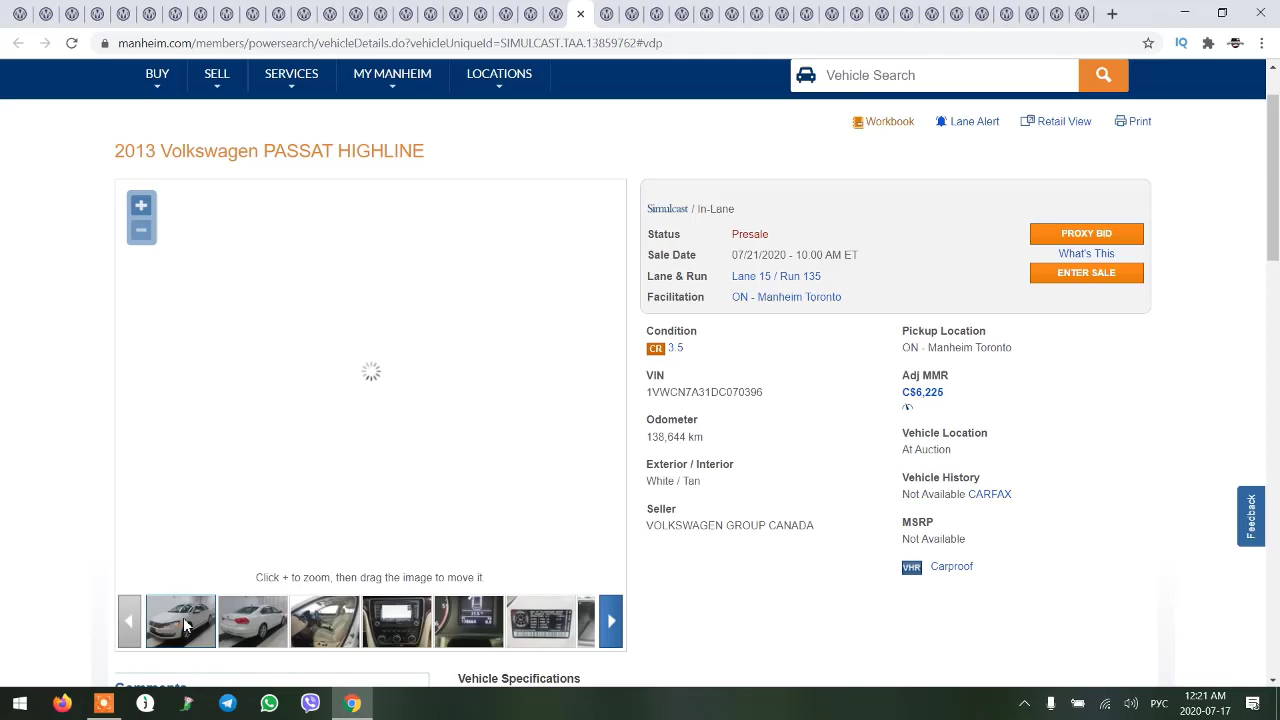 manheim.com/powersearch/vehicleDetails.do?vehicleUniqueId=SIMULCAST.TAA.13859762#vdp
IQ
BUY
SELL
SERVICES
MY MANHEIM
LOCATIONS
Vehicle Search
Workbook
Lane Alert
Retail View
Print
2013 Volkswagen PASSAT HIGHLINE
Simulcast / In-Lane
Status
Presale
PROXY BID
Sale Date
07/21/2020 - 10:00 AM ET
What's This
Lane & Run
Lane 15 / Run 135
ENTER SALE
Facilitation
ON - Manheim Toronto
Condition
CR 3.5
Pickup Location
ON - Manheim Toronto
VIN
1VWCN7A31DC070396
Adj MMR
C$6,225
Odometer
138,644 km
Vehicle Location
At Auction
Exterior / Interior
White / Tan
Vehicle History
Not Available CARFAX
Seller
VOLKSWAGEN GROUP CANADA
MSRP
Not Available
VHR Carproof
Feedback
Click + to zoom, then drag the image to move it.
Comments
Vehicle Specifications
РУС
12:21 AM
2020-07-17